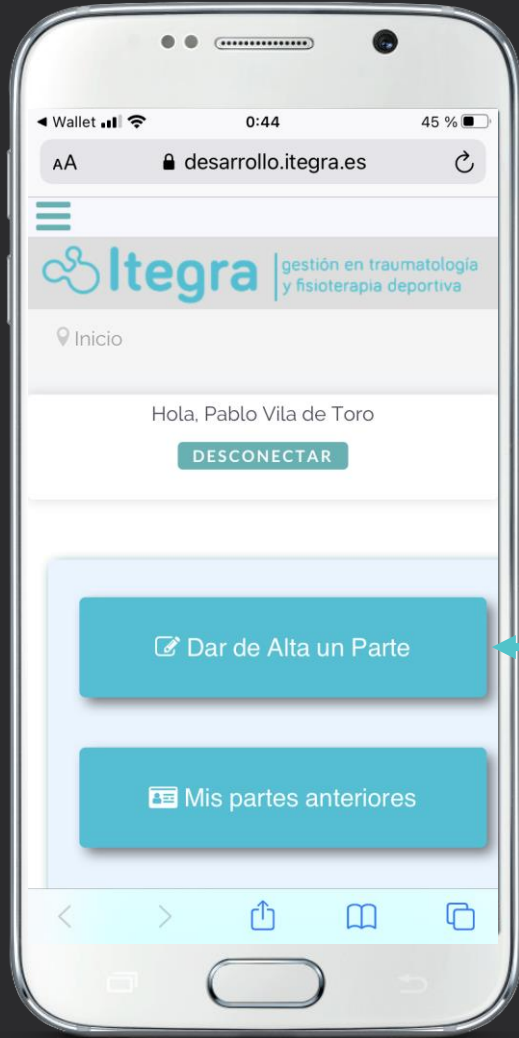 ◀ Wallet 0:44 45 %
AA desarrollo.itegra.es
Itegra gestión en traumatología
y fisioterapia deportiva
Inicio
Hola, Pablo Vila de Toro
DESCONECTAR
Dar de Alta un Parte
Mis partes anteriores